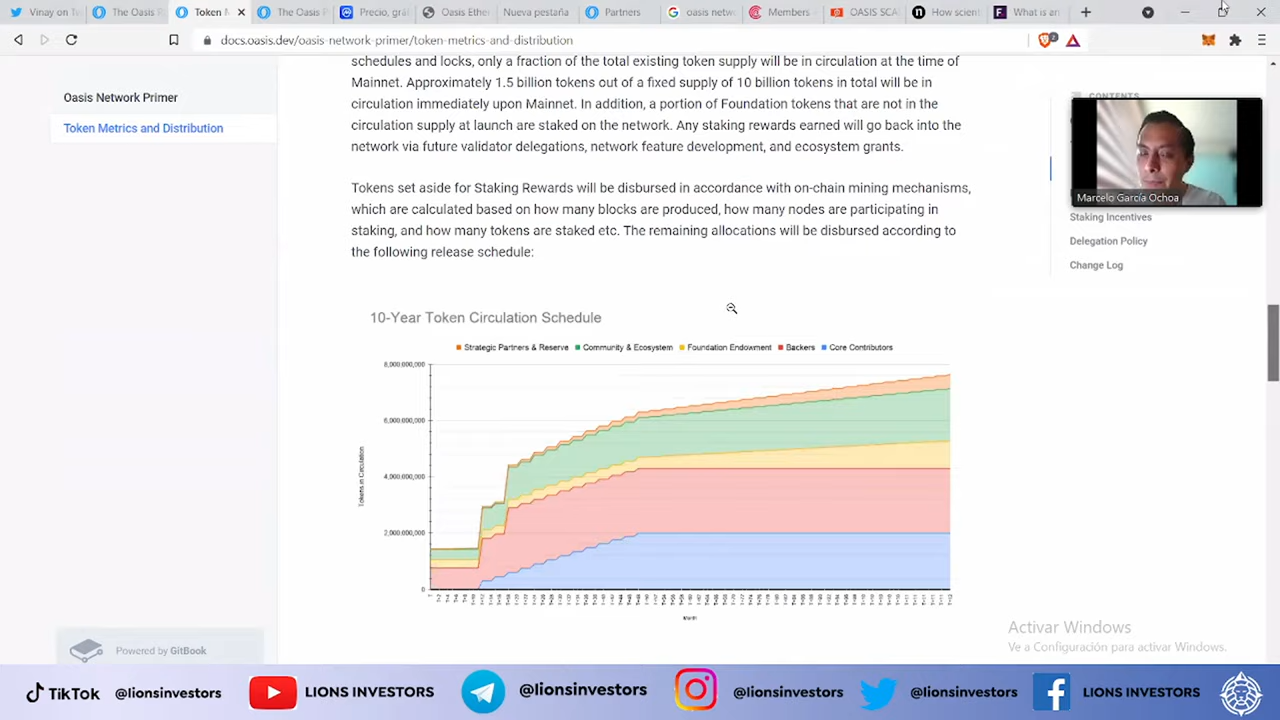 Vinay on Tw
The Oasis R
Token M
The Oasis P
Precio, grá
Oasis Ether
Nueva pestaña
Partners
oasis netw
Members
OASIS SCA
How scient
What is an
docs.oasis.dev/oasis-network-primer/token-metrics-and-distribution
Oasis Network Primer
Token Metrics and Distribution
schedules and locks, only a fraction of the total existing token supply will be in circulation at the time of
Mainnet. Approximately 1.5 billion tokens out of a fixed supply of 10 billion tokens in total will be in
circulation immediately upon Mainnet. In addition, a portion of Foundation tokens that are not in the
circulation supply at launch are staked on the network. Any staking rewards earned will go back into the
network via future validator delegations, network feature development, and ecosystem grants.
Tokens set aside for Staking Rewards will be disbursed in accordance with on-chain mining mechanisms,
which are calculated based on how many blocks are produced, how many nodes are participating in
staking, and how many tokens are staked etc. The remaining allocations will be disbursed according to
the following release schedule:
CONTENTS
Marcelo García Ochoa
Staking Incentives
Delegation Policy
Change Log
10-Year Token Circulation Schedule
Strategic Partners & Reserve Community & Ecosystem Foundation Endowment Backers Core Contributors
8,000,000,000
6,000,000,000
4,000,000,000
2,000,000,000
0
Tokens in Circulation
Month
Powered by GitBook
Activar Windows
Ve a Configuración para activar Windows.
TikTok @lionsinvestors LIONS INVESTORS @lionsinvestors @lionsinvestors @lionsinvestors LIONS INVESTORS